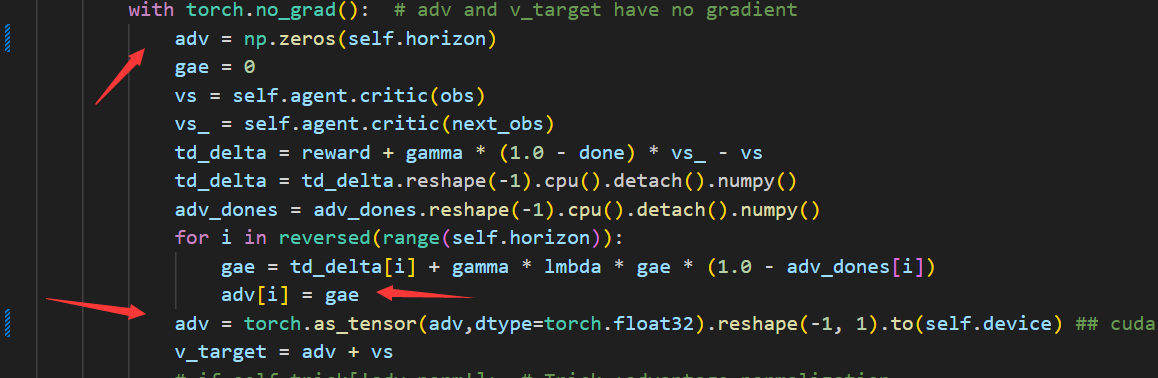 with torch.no_grad():  # adv and v_target have no gradient
    adv = np.zeros(self.horizon)
    gae = 0
    vs = self.agent.critic(obs)
    vs_ = self.agent.critic(next_obs)
    td_delta = reward + gamma * (1.0 - done) * vs_ - vs
    td_delta = td_delta.reshape(-1).cpu().detach().numpy()
    adv_dones = adv_dones.reshape(-1).cpu().detach().numpy()
    for i in reversed(range(self.horizon)):
        gae = td_delta[i] + gamma * lmbda * gae * (1.0 - adv_dones[i])
        adv[i] = gae
    adv = torch.as_tensor(adv,dtype=torch.float32).reshape(-1, 1).to(self.device) ## cuda
    v_target = adv + vs